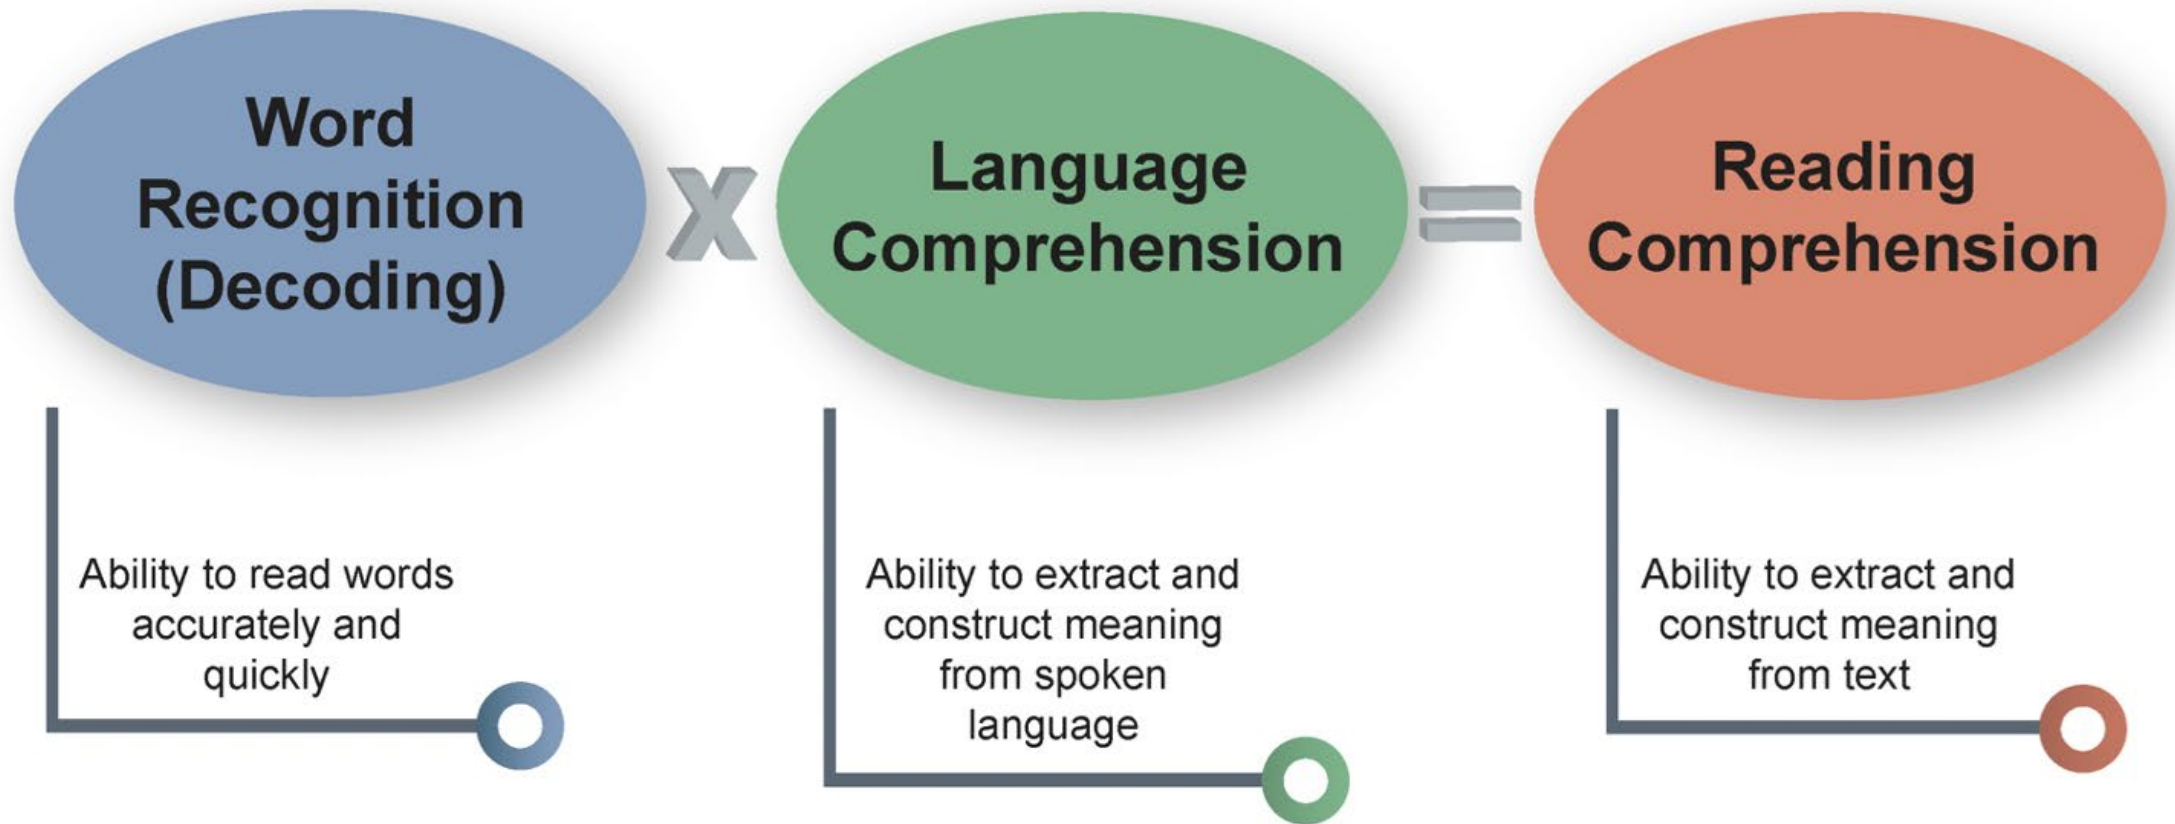 Word
Recognition
(Decoding)
X
Language
Comprehension
=
Reading
Comprehension
Ability to read words
accurately and
quickly
Ability to extract and
construct meaning
from spoken
language
Ability to extract and
construct meaning
from text